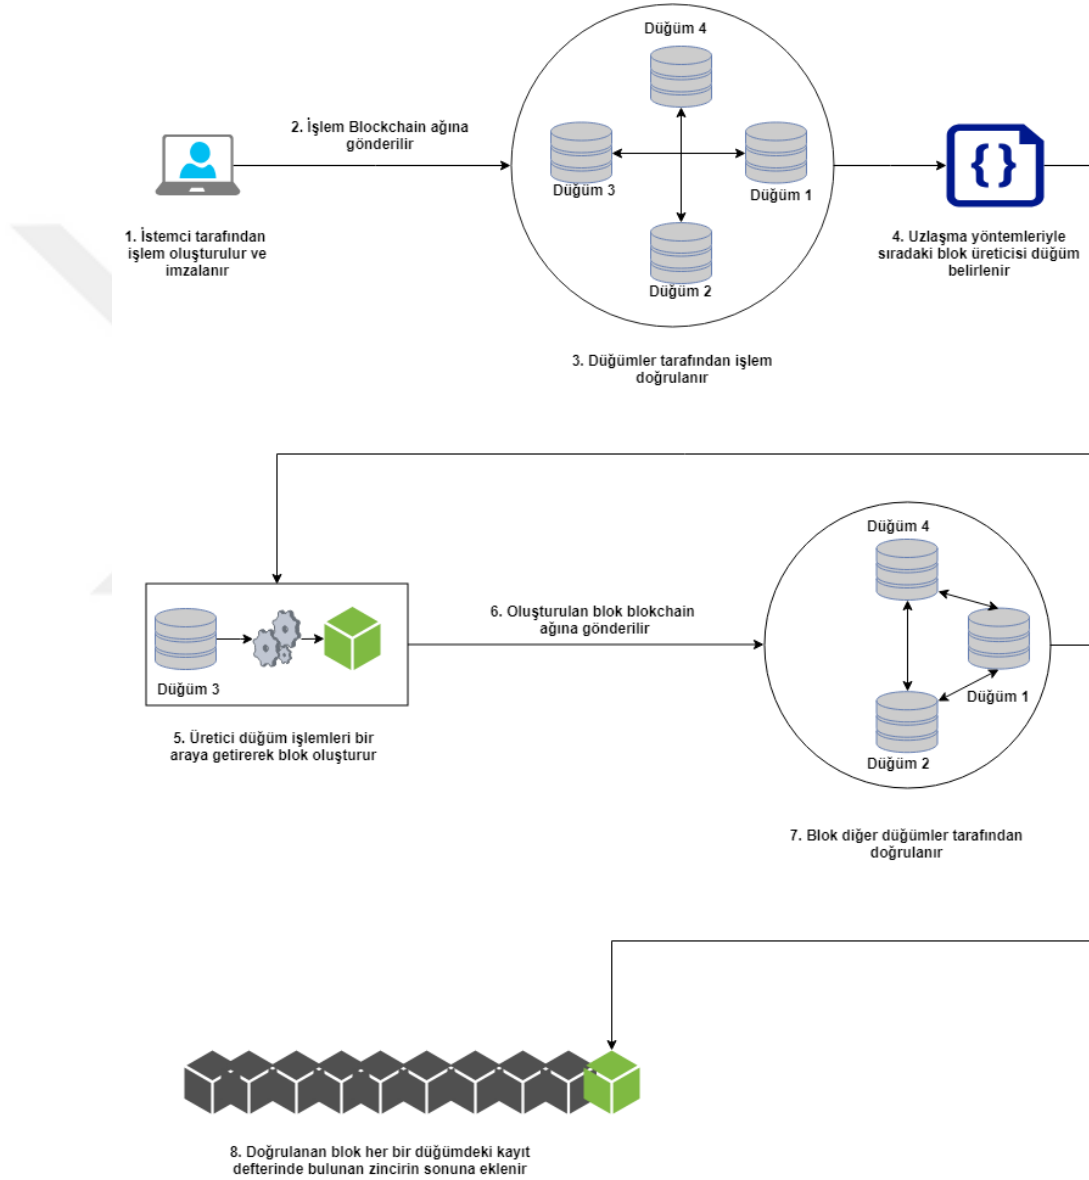 Düğüm 4
2. İşlem Blockchain ağına
gönderilir
Düğüm 3
Düğüm 1
Düğüm 2
1. İstemci tarafından
işlem oluşturulur ve
imzalanır
4. Uzlaşma yöntemleriyle
sıradaki blok üreticisi düğüm
belirlenir
3. Düğümler tarafından işlem
doğrulanır
Düğüm 4
6. Oluşturulan blok blokchain
ağına gönderilir
Düğüm 3
Düğüm 1
Düğüm 2
5. Üretici düğüm işlemleri bir
araya getirerek blok oluşturur
7. Blok diğer düğümler tarafından
doğrulanır
8. Doğrulanan blok her bir düğümdeki kayıt
defterinde bulunan zincirin sonuna eklenir